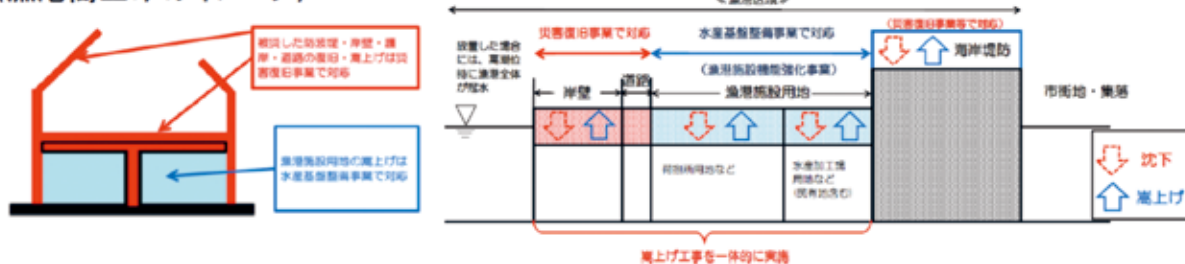 被災した防波堤・岸壁・護
岸・道路の復旧・嵩上げは災
害復旧事業で対応
漁港施設用地の嵩上げは
水産基盤整備事業で対応
災害復旧事業で対応
水産基盤整備事業で対応
(災害復旧事業等で対応)
放置した場合
には、高潮位
時に漁港全体
が冠水
(漁港施設機能強化事業)
海岸堤防
岸壁
道路
漁港施設用地
市街地・集落
荷捌所用地など
水産加工場
用地など
(民有地含む)
沈下
嵩上げ
嵩上げ工事を一体的に実施